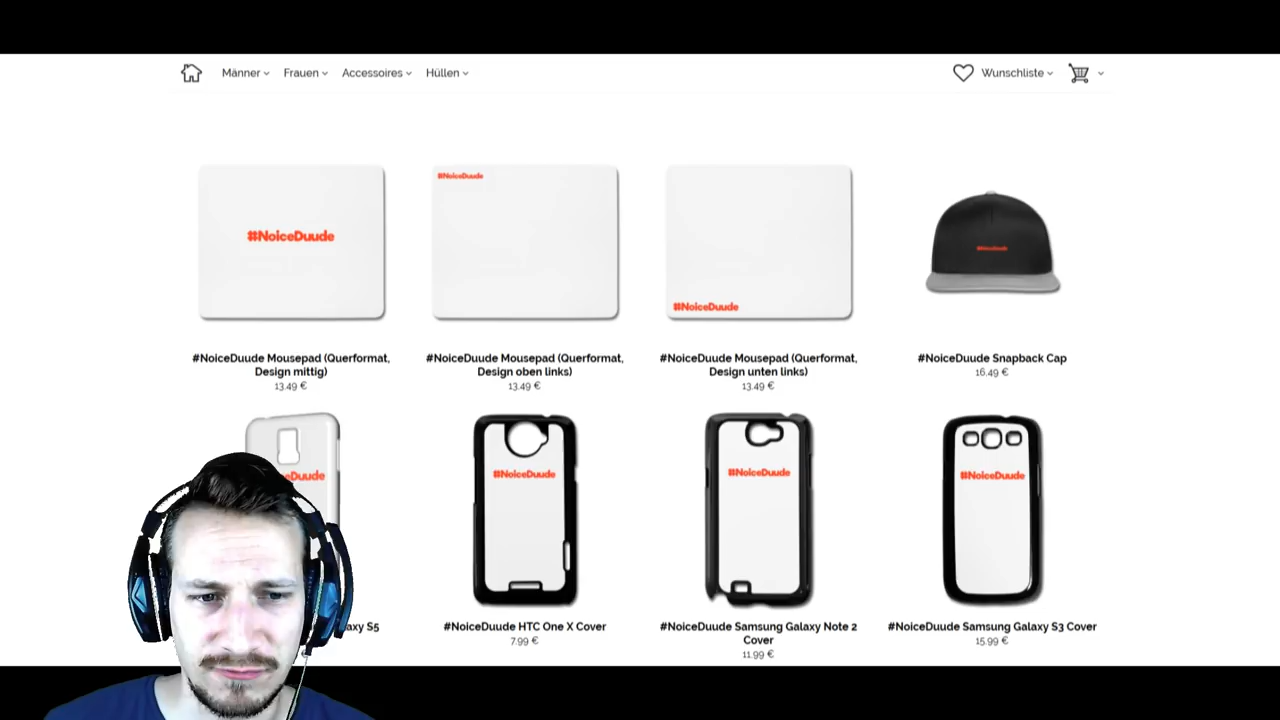 Männer Frauen Accessoires Hüllen Wunschliste
#NoiceDuude
#NoiceDuude
#NoiceDuude
#NoiceDuude
#NoiceDuude Mousepad (Querformat,
Design mittig)
13.49 €
#NoiceDuude Mousepad (Querformat,
Design oben links)
13.49 €
#NoiceDuude Mousepad (Querformat,
Design unten links)
13.49 €
#NoiceDuude Snapback Cap
16.49 €
#NoiceDuude
#NoiceDuude
#NoiceDuude
S5
#NoiceDuude HTC One X Cover
7.99 €
#NoiceDuude Samsung Galaxy Note 2
Cover
11.99 €
#NoiceDuude Samsung Galaxy S3 Cover
15.99 €